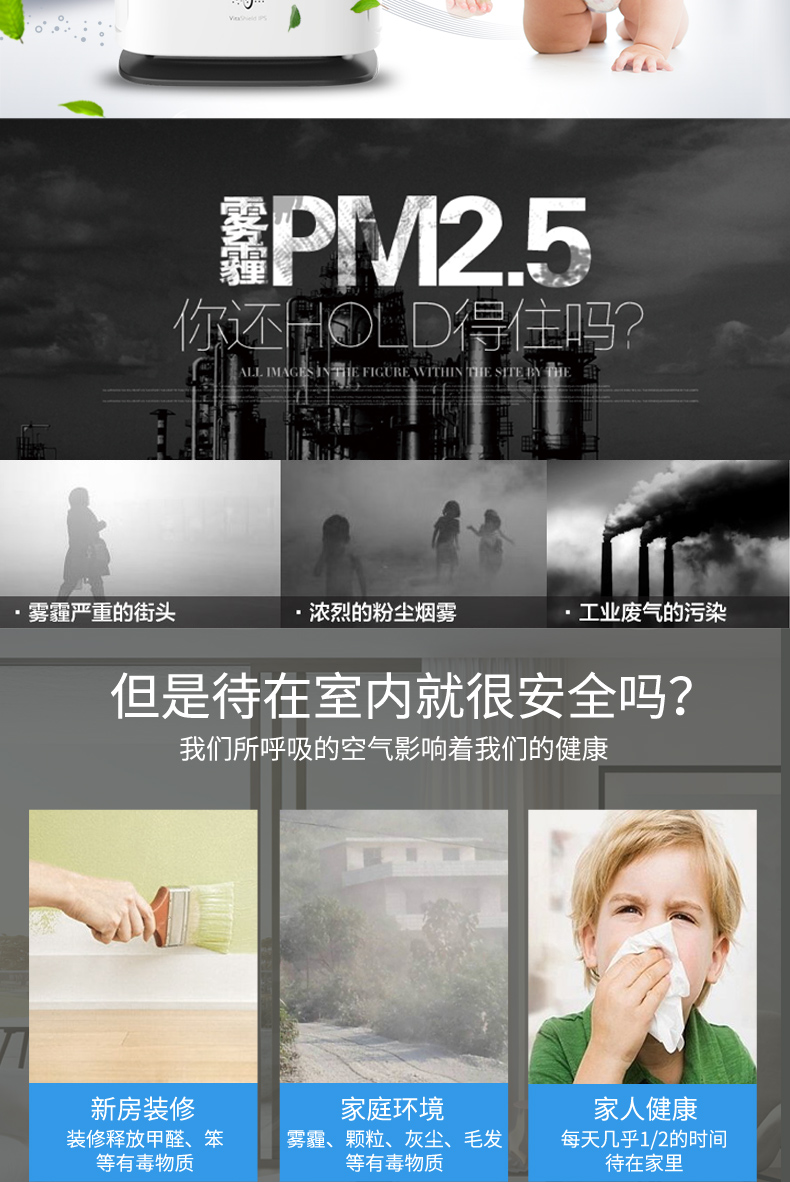 VitaShield IPS
雾霾PM2.5
你还HOLD得住吗?
ALL IMAGES IN THE FIGURE WITHIN THE SITE BY THE
· 雾霾严重的街头
· 浓烈的粉尘烟雾
· 工业废气的污染
但是待在室内就很安全吗?
我们所呼吸的空气影响着我们的健康
新房装修
装修释放甲醛、笨
等有毒物质
家庭环境
雾霾、颗粒、灰尘、毛发
等有毒物质
家人健康
每天几乎1/2的时间
待在家里